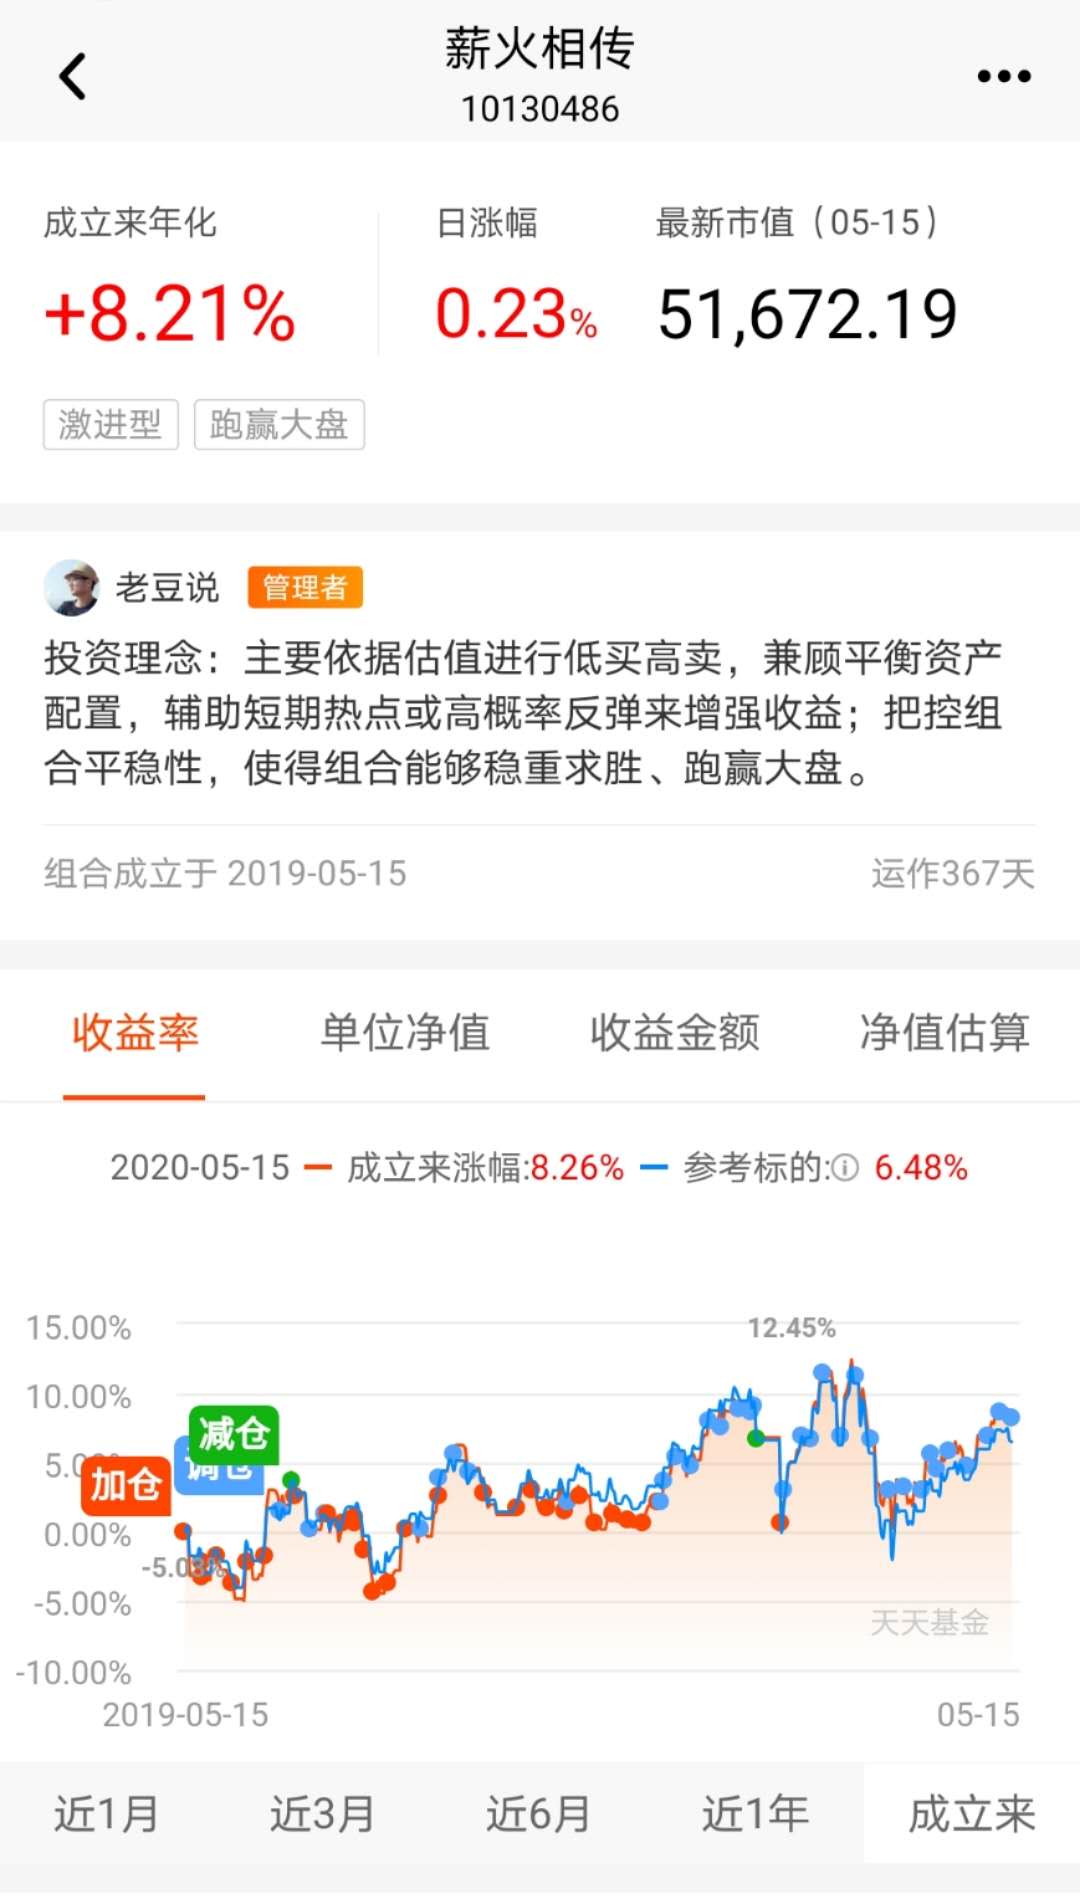 薪火相传
10130486
成立来年化 日涨幅 最新市值（05-15）
+8.21% 0.23% 51,672.19
激进型 跑赢大盘
老豆说 管理者
投资理念：主要依据估值进行低买高卖，兼顾平衡资产
配置，辅助短期热点或高概率反弹来增强收益；把控组
合平稳性，使得组合能够稳重求胜、跑赢大盘。
组合成立于 2019-05-15 运作367天
收益率 单位净值 收益金额 净值估算
2020-05-15 成立来涨幅:8.26% 参考标的: 6.48%
15.00%
12.45%
10.00%
减仓
调仓
加仓
0.00%
-5.03%
-5.00%
天天基金
-10.00%
2019-05-15 05-15
近1月 近3月 近6月 近1年 成立来